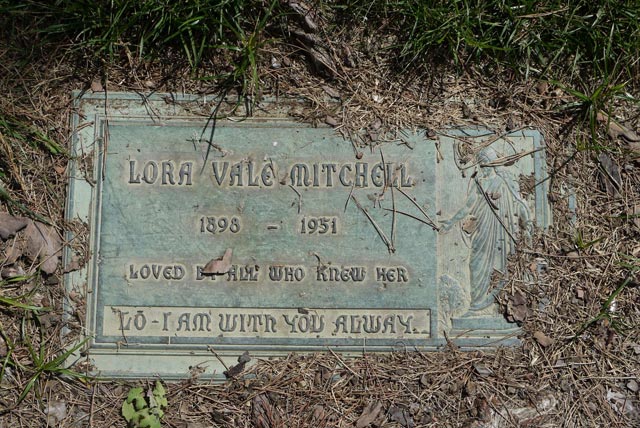 LORA VALE MITCHELL
1898 - 1951
LOVED BY ALL WHO KNEW HER
LO - I AM WITH YOU ALWAY